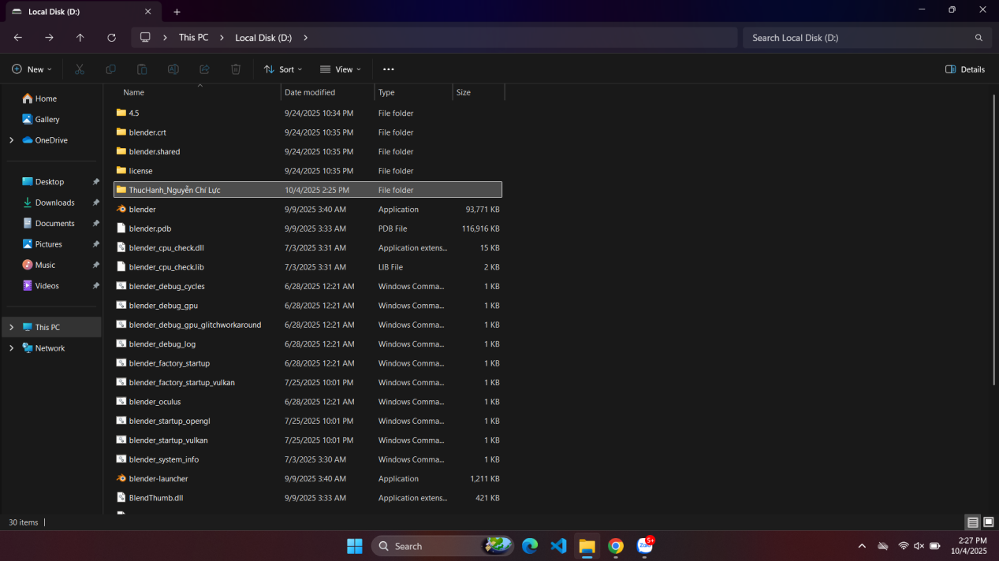 Local Disk (D:)
This PC > Local Disk (D:) >
Search Local Disk (D:)
New
Sort
View
Details
Name Date modified Type Size
Home
Gallery
OneDrive
Desktop
Downloads
Documents
Pictures
Music
Videos
This PC
Network
4.5 9/24/2025 10:34 PM File folder
blender.crt 9/24/2025 10:35 PM File folder
blender.shared 9/24/2025 10:35 PM File folder
license 9/24/2025 10:35 PM File folder
ThucHanh_Nguyễn Chí Lực 10/4/2025 2:25 PM File folder
blender 9/9/2025 3:40 AM Application 93,771 KB
blender.pdb 9/9/2025 3:33 AM PDB File 116,916 KB
blender_cpu_check.dll 7/3/2025 3:31 AM Application extens... 15 KB
blender_cpu_check.lib 7/3/2025 3:31 AM LIB File 2 KB
blender_debug_cycles 6/28/2025 12:21 AM Windows Comma... 1 KB
blender_debug_gpu 6/28/2025 12:21 AM Windows Comma... 1 KB
blender_debug_gpu_glitchworkaround 6/28/2025 12:21 AM Windows Comma... 1 KB
blender_debug_log 6/28/2025 12:21 AM Windows Comma... 1 KB
blender_factory_startup 6/28/2025 12:21 AM Windows Comma... 1 KB
blender_factory_startup_vulkan 7/25/2025 10:01 PM Windows Comma... 1 KB
blender_oculus 6/28/2025 12:21 AM Windows Comma... 1 KB
blender_startup_opengl 7/25/2025 10:01 PM Windows Comma... 1 KB
blender_startup_vulkan 7/25/2025 10:01 PM Windows Comma... 1 KB
blender_system_info 7/3/2025 3:30 AM Windows Comma... 1 KB
blender-launcher 9/9/2025 3:40 AM Application 1,211 KB
BlendThumb.dll 9/9/2025 3:33 AM Application extens... 421 KB
30 items
Search
Zalo
5+
2:27 PM
10/4/2025